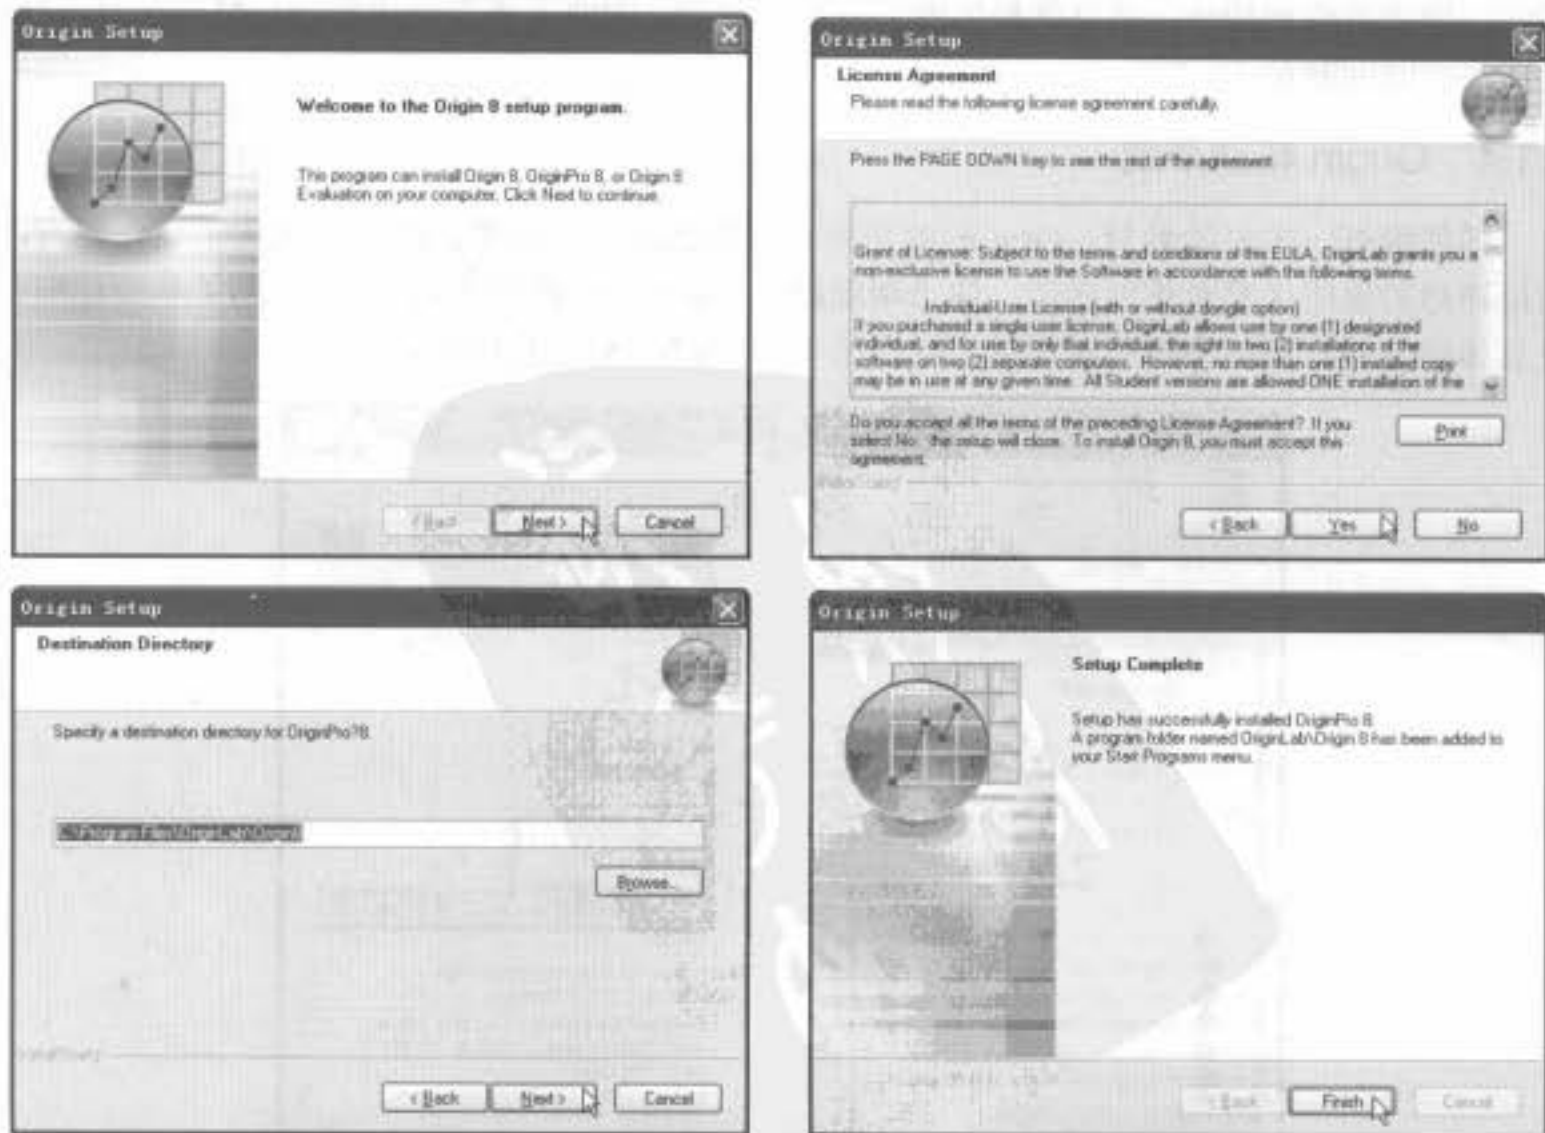 Origin Setup
Welcome to the Origin 8 setup program.
This program can install Origin 8, OriginPro 8, or Origin 8
Evaluation on your computer. Click Next to continue.
< Back
Next >
Cancel
Origin Setup
License Agreement
Please read the following license agreement carefully.
Press the PAGE DOWN key to see the rest of the agreement.
Grant of License: Subject to the terms and conditions of this EULA, OriginLab grants you a
non-exclusive license to use the Software in accordance with the following terms.
Individual-User License (with or without dongle option)
If you purchased a single user license, OriginLab allows use by one (1) designated
individual, and for use by only that individual, the right to two (2) installations of the
software on two (2) separate computers. However, no more than one (1) installed copy
may be in use at any given time. All Student versions are allowed ONE installation of the
Do you accept all the terms of the preceding License Agreement? If you
select No, the setup will close. To install Origin 8, you must accept this
agreement.
Print
< Back
Yes
No
Origin Setup
Destination Directory
Specify a destination directory for OriginPro?8.
C:\Program Files\OriginLab\Origin8
Browse...
< Back
Next >
Cancel
Origin Setup
Setup Complete
Setup has successfully installed OriginPro 8.
A program folder named OriginLab\Origin 8 has been added to
your Start Programs menu.
< Back
Finish
Cancel